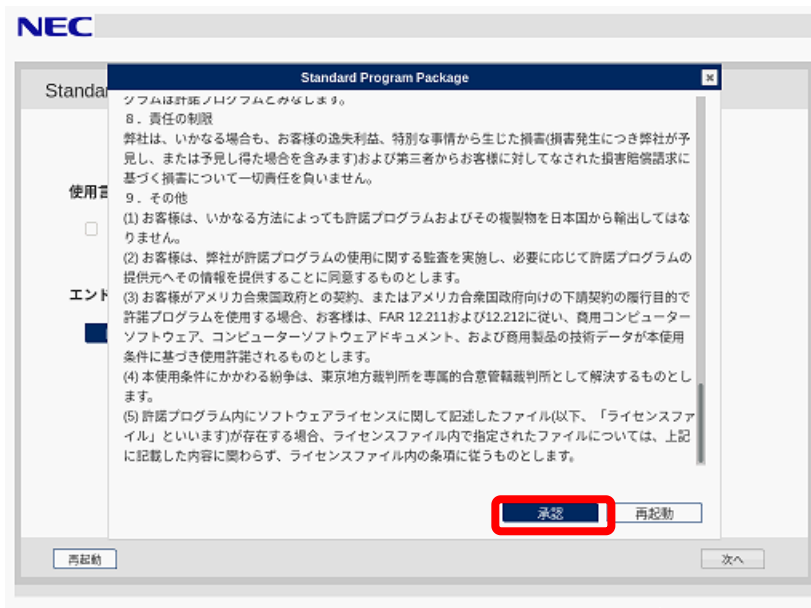 NEC
Standard Program Package
Standar
グラムは許諾プログラムとみなします。
8．責任の制限
弊社は、いかなる場合も、お客様の逸失利益、特別な事情から生じた損害(損害発生につき弊社が予
見し、または予見し得た場合を含みます)および第三者からお客様に対してなされた損害賠償請求に
基づく損害について一切責任を負いません。
使用言
9．その他
(1) お客様は、いかなる方法によっても許諾プログラムおよびその複製物を日本国から輸出してはな
りません。
(2) お客様は、弊社が許諾プログラムの使用に関する監査を実施し、必要に応じて許諾プログラムの
提供元へその情報を提供することに同意するものとします。
エント
(3) お客様がアメリカ合衆国政府との契約、またはアメリカ合衆国政府向けの下請契約の履行目的で
許諾プログラムを使用する場合、お客様は、FAR 12.211および12.212に従い、商用コンピューター
ソフトウェア、コンピューターソフトウェアドキュメント、および商用製品の技術データが本使用
条件に基づき使用許諾されるものとします。
(4) 本使用条件にかかわる紛争は、東京地方裁判所を専属的合意管轄裁判所として解決するものとし
ます。
(5) 許諾プログラム内にソフトウェアライセンスに関して記述したファイル(以下、「ライセンスファ
イル」といいます)が存在する場合、ライセンスファイル内で指定されたファイルについては、上記
に記載した内容に関わらず、ライセンスファイル内の条項に従うものとします。
承認
再起動
再起動
次へ